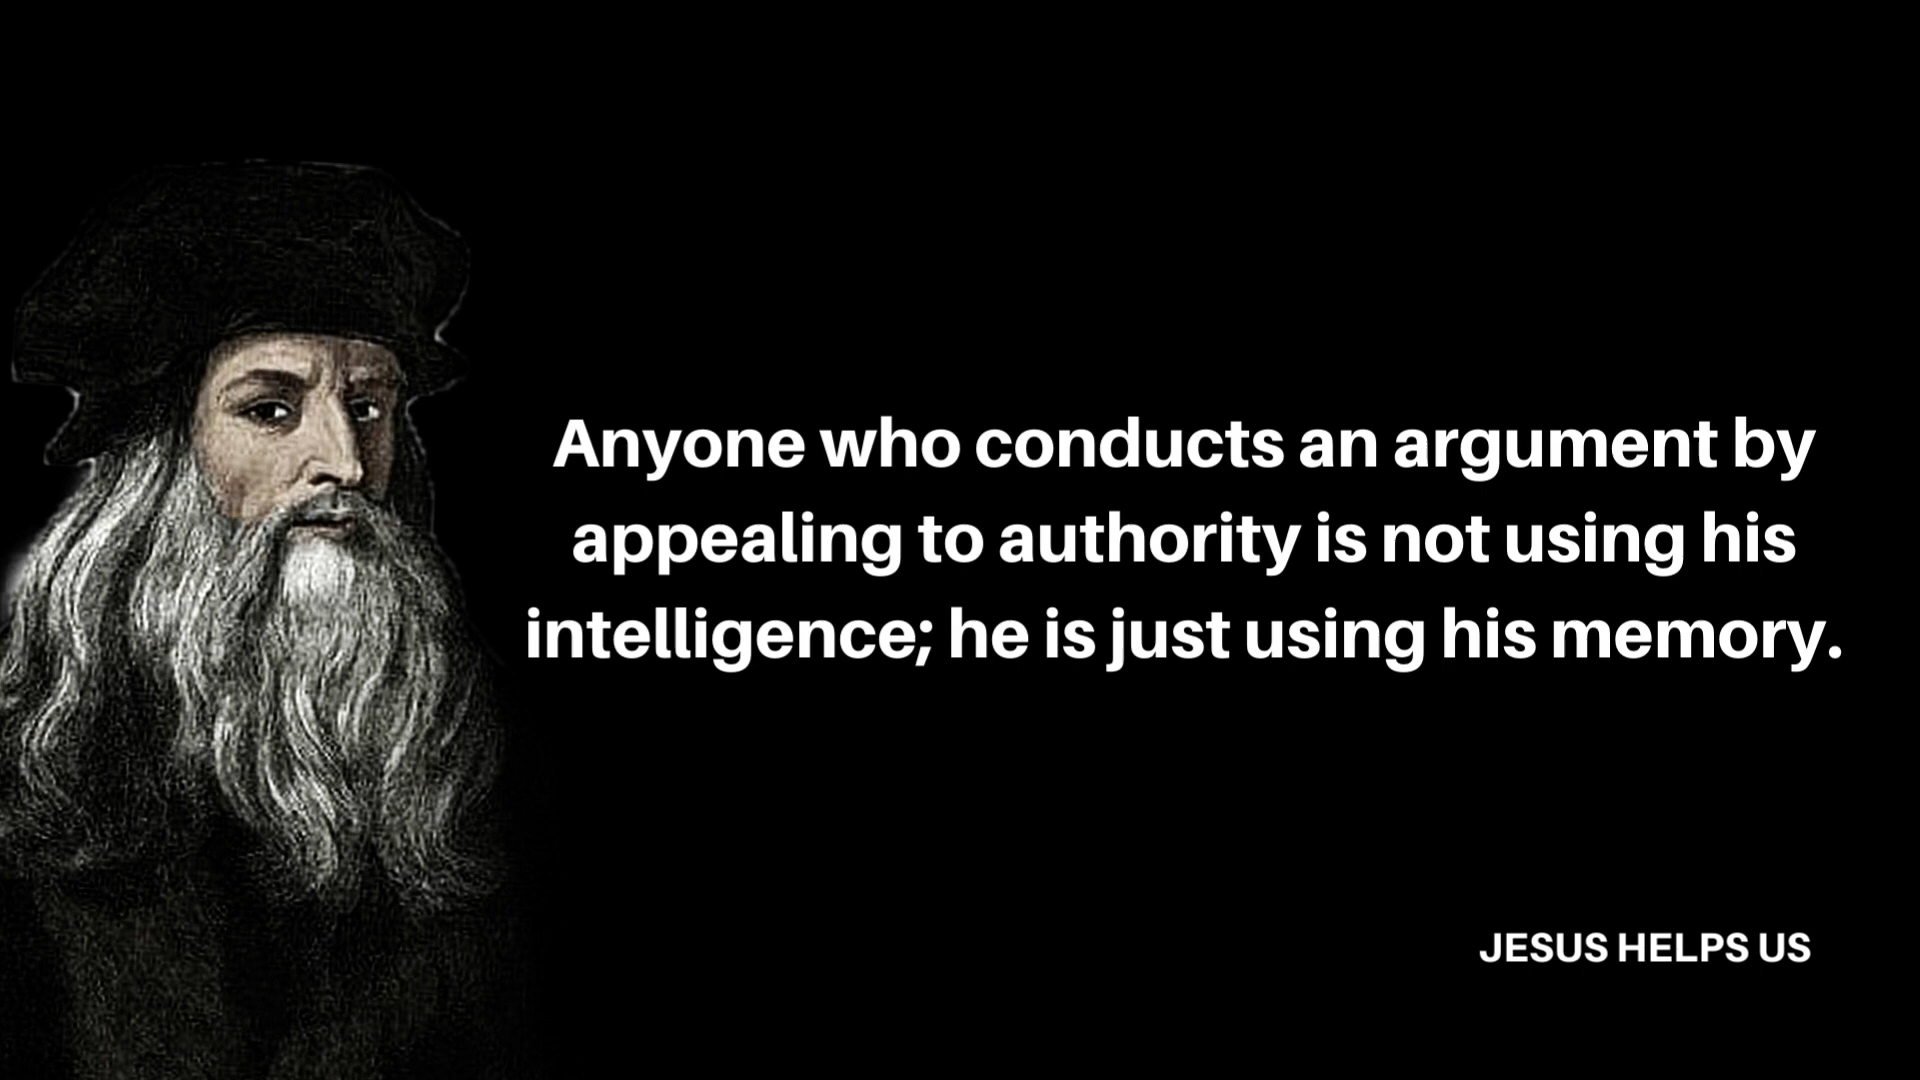 Anyone who conducts an argument by
appealing to authority is not using his
intelligence; he is just using his memory.
JESUS HELPS US